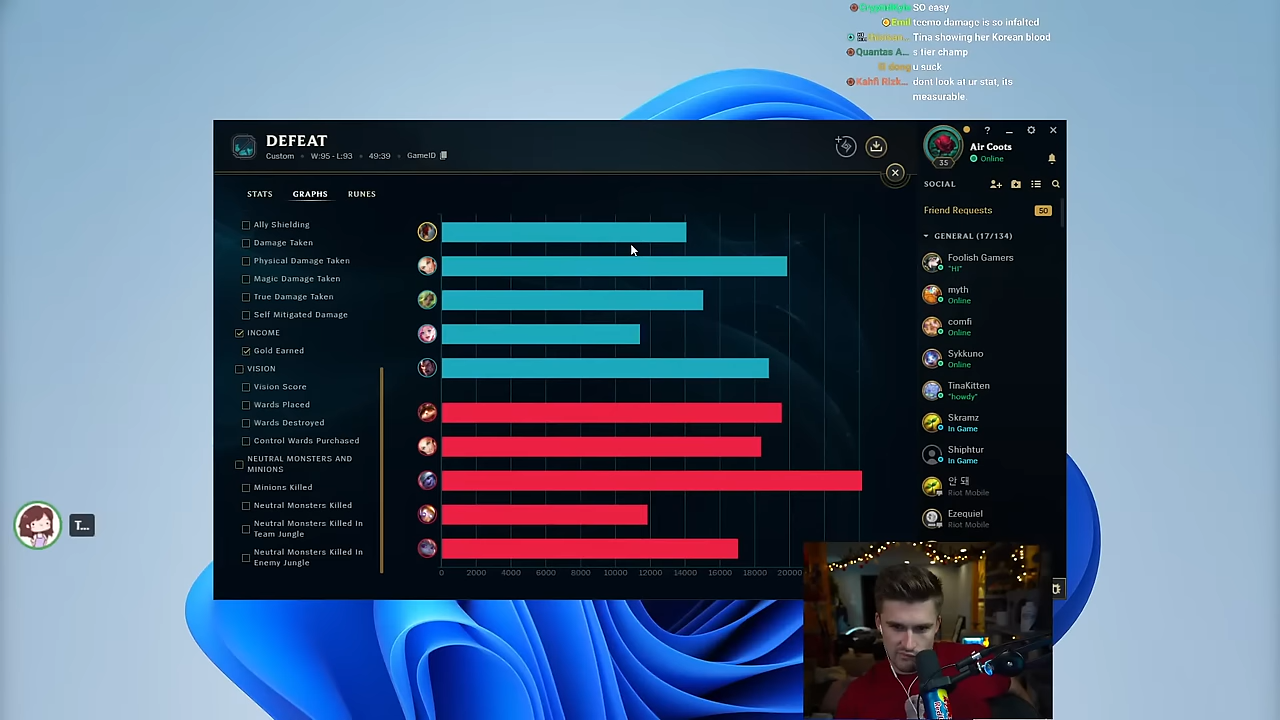 SO easy
Emil teemo damage is so infalted
Tina showing her Korean blood
Quantas A... s tier champ
dong u suck
Kahfi Rizk... dont look at ur stat, its
measurable.
DEFEAT
Custom W:95 - L:93 49:39 GameID
35
Air Coots
Online
STATS GRAPHS RUNES
SOCIAL
Friend Requests 50
GENERAL (17/134)
Foolish Gamers
"HI"
myth
Online
comfi
Online
Sykkuno
Online
TinaKitten
"howdy"
Skramz
In Game
Shiphtur
In Game
안 돼
Riot Mobile
Ezequiel
Riot Mobile
Ally Shielding
Damage Taken
Physical Damage Taken
Magic Damage Taken
True Damage Taken
Self Mitigated Damage
INCOME
Gold Earned
VISION
Vision Score
Wards Placed
Wards Destroyed
Control Wards Purchased
NEUTRAL MONSTERS AND
MINIONS
Minions Killed
Neutral Monsters Killed
Neutral Monsters Killed In
Team Jungle
Neutral Monsters Killed In
Enemy Jungle
0 2000 4000 6000 8000 10000 12000 14000 16000 18000 20000
T...